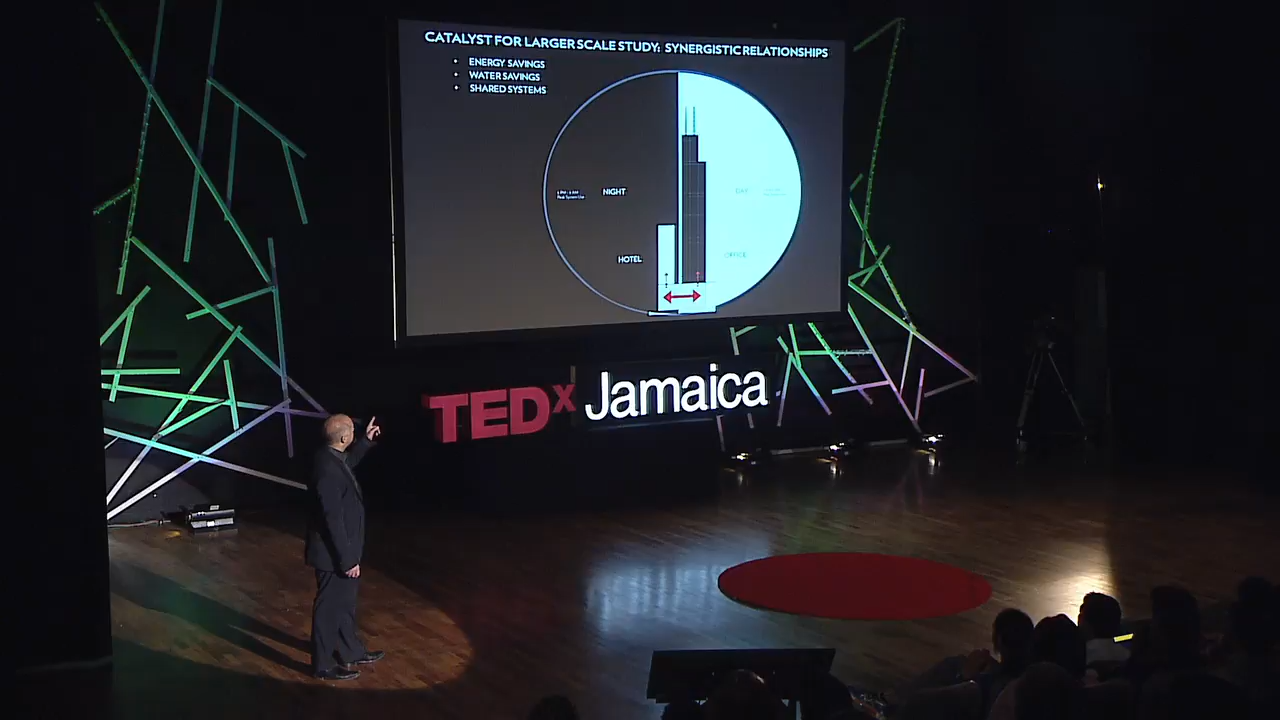 CATALYST FOR LARGER SCALE STUDY: SYNERGISTIC RELATIONSHIPS
• ENERGY SAVINGS
• WATER SAVINGS
• SHARED SYSTEMS
NIGHT
DAY
HOTEL
OFFICE
TEDx Jamaica